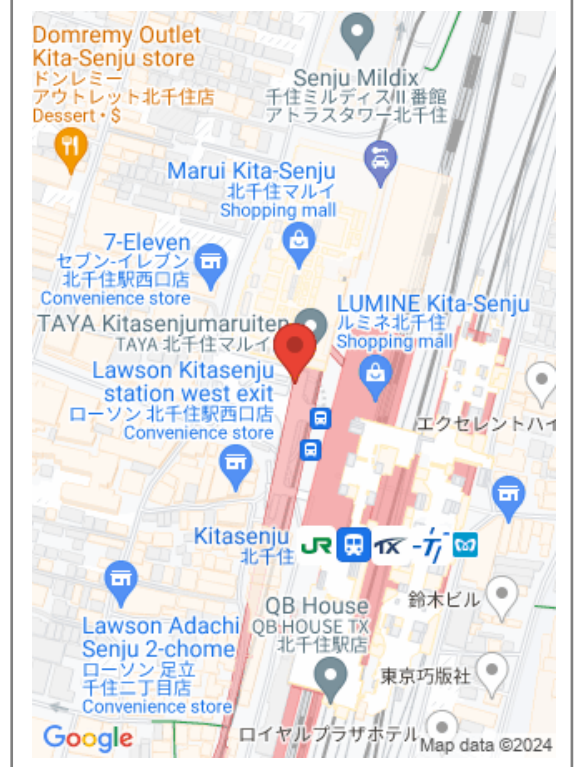 Domremy Outlet
Kita-Senju store
ドンレミー
アウトレット北千住店
Dessert • $
Senju Mildix
千住ミルディスII番館
アトラスタワー北千住
Marui Kita-Senju
北千住マルイ
Shopping mall
7-Eleven
セブン-イレブン
北千住駅西口店
Convenience store
LUMINE Kita-Senju
ルミネ北千住
Shopping mall
TAYA Kitasenjumaruiten
TAYA 北千住マルイ
Lawson Kitasenju
station west exit
ローソン 北千住駅西口店
Convenience store
エクセレントハイ
Kitasenju
北千住
JR
TX
鈴木ビル
QB House
QB HOUSE TX
北千住駅店
Lawson Adachi
Senju 2-chome
ローソン 足立
千住二丁目店
Convenience store
東京巧版社
ロイヤルプラザホテル
Google
Map data ©2024